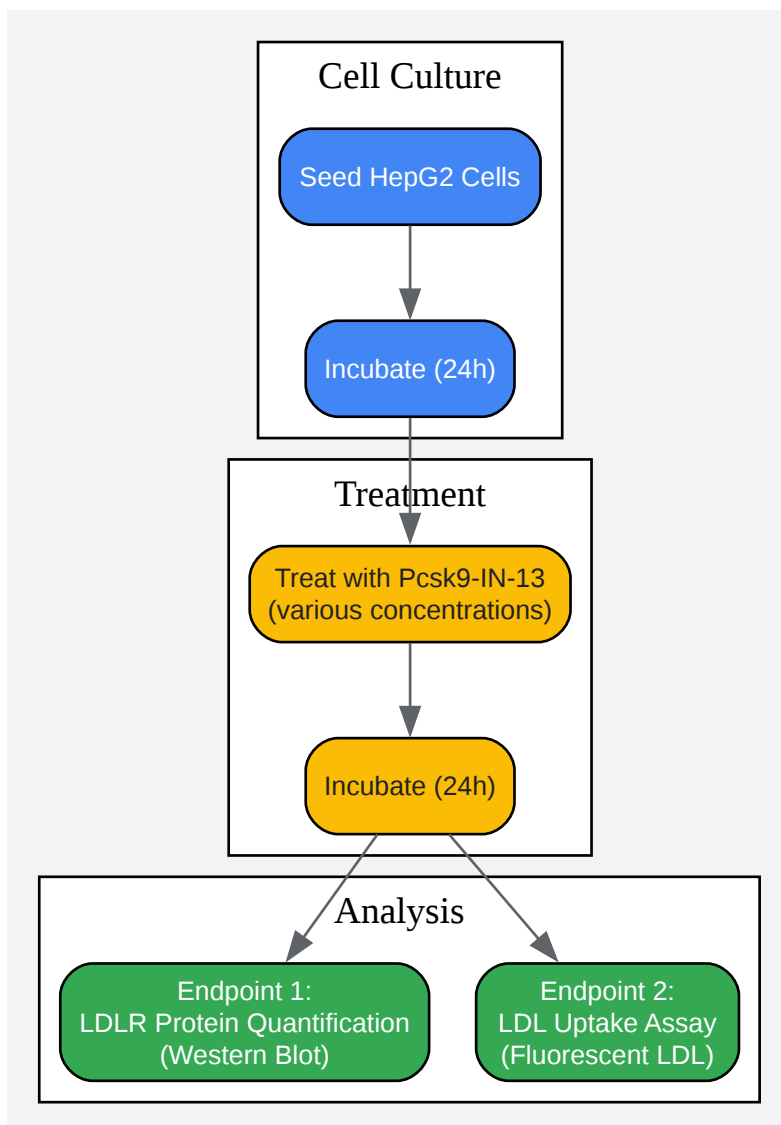 Cell Culture
Seed HepG2 Cells
Incubate (24h)
Treatment
Treat with Pcsk9-IN-13
(various concentrations)
Incubate (24h)
Analysis
Endpoint 1:
LDLR Protein Quantification
(Western Blot)
Endpoint 2:
LDL Uptake Assay
(Fluorescent LDL)